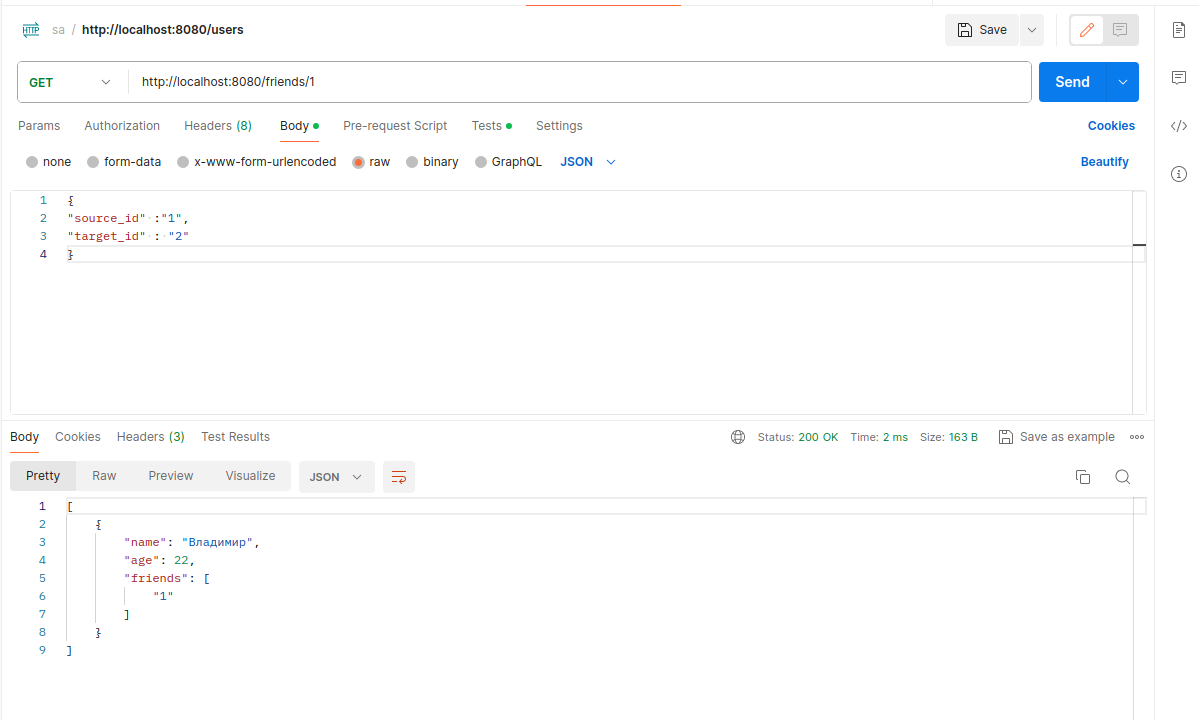 HTTP sa / http://localhost:8080/users Save
GET http://localhost:8080/friends/1 Send
Params Authorization Headers (8) Body Pre-request Script Tests Settings Cookies
none form-data x-www-form-urlencoded raw binary GraphQL JSON Beautify
1 {
2 "source_id" :"1",
3 "target_id" : "2"
4 }
Body Cookies Headers (3) Test Results Status: 200 OK Time: 2 ms Size: 163 B Save as example
Pretty Raw Preview Visualize JSON
1 [
2 {
3 "name": "Владимир",
4 "age": 22,
5 "friends": [
6 "1"
7 ]
8 }
9 ]